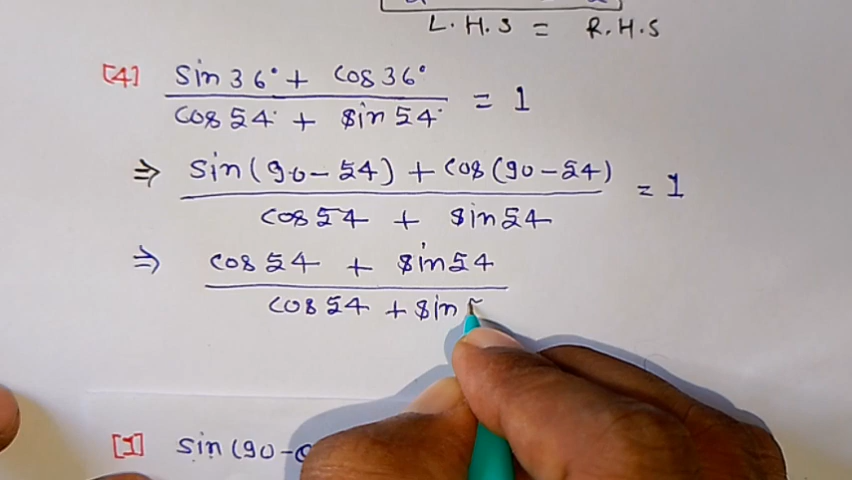 L.H.S = R.H.S
[4] sin 36° + cos 36°
cos 54° + sin 54° = 1
⇒ sin(90-54) + cos(90-54)
cos 54 + sin 54 = 1
⇒ cos 54 + sin 54
cos 54 + sin
[1] sin(90-